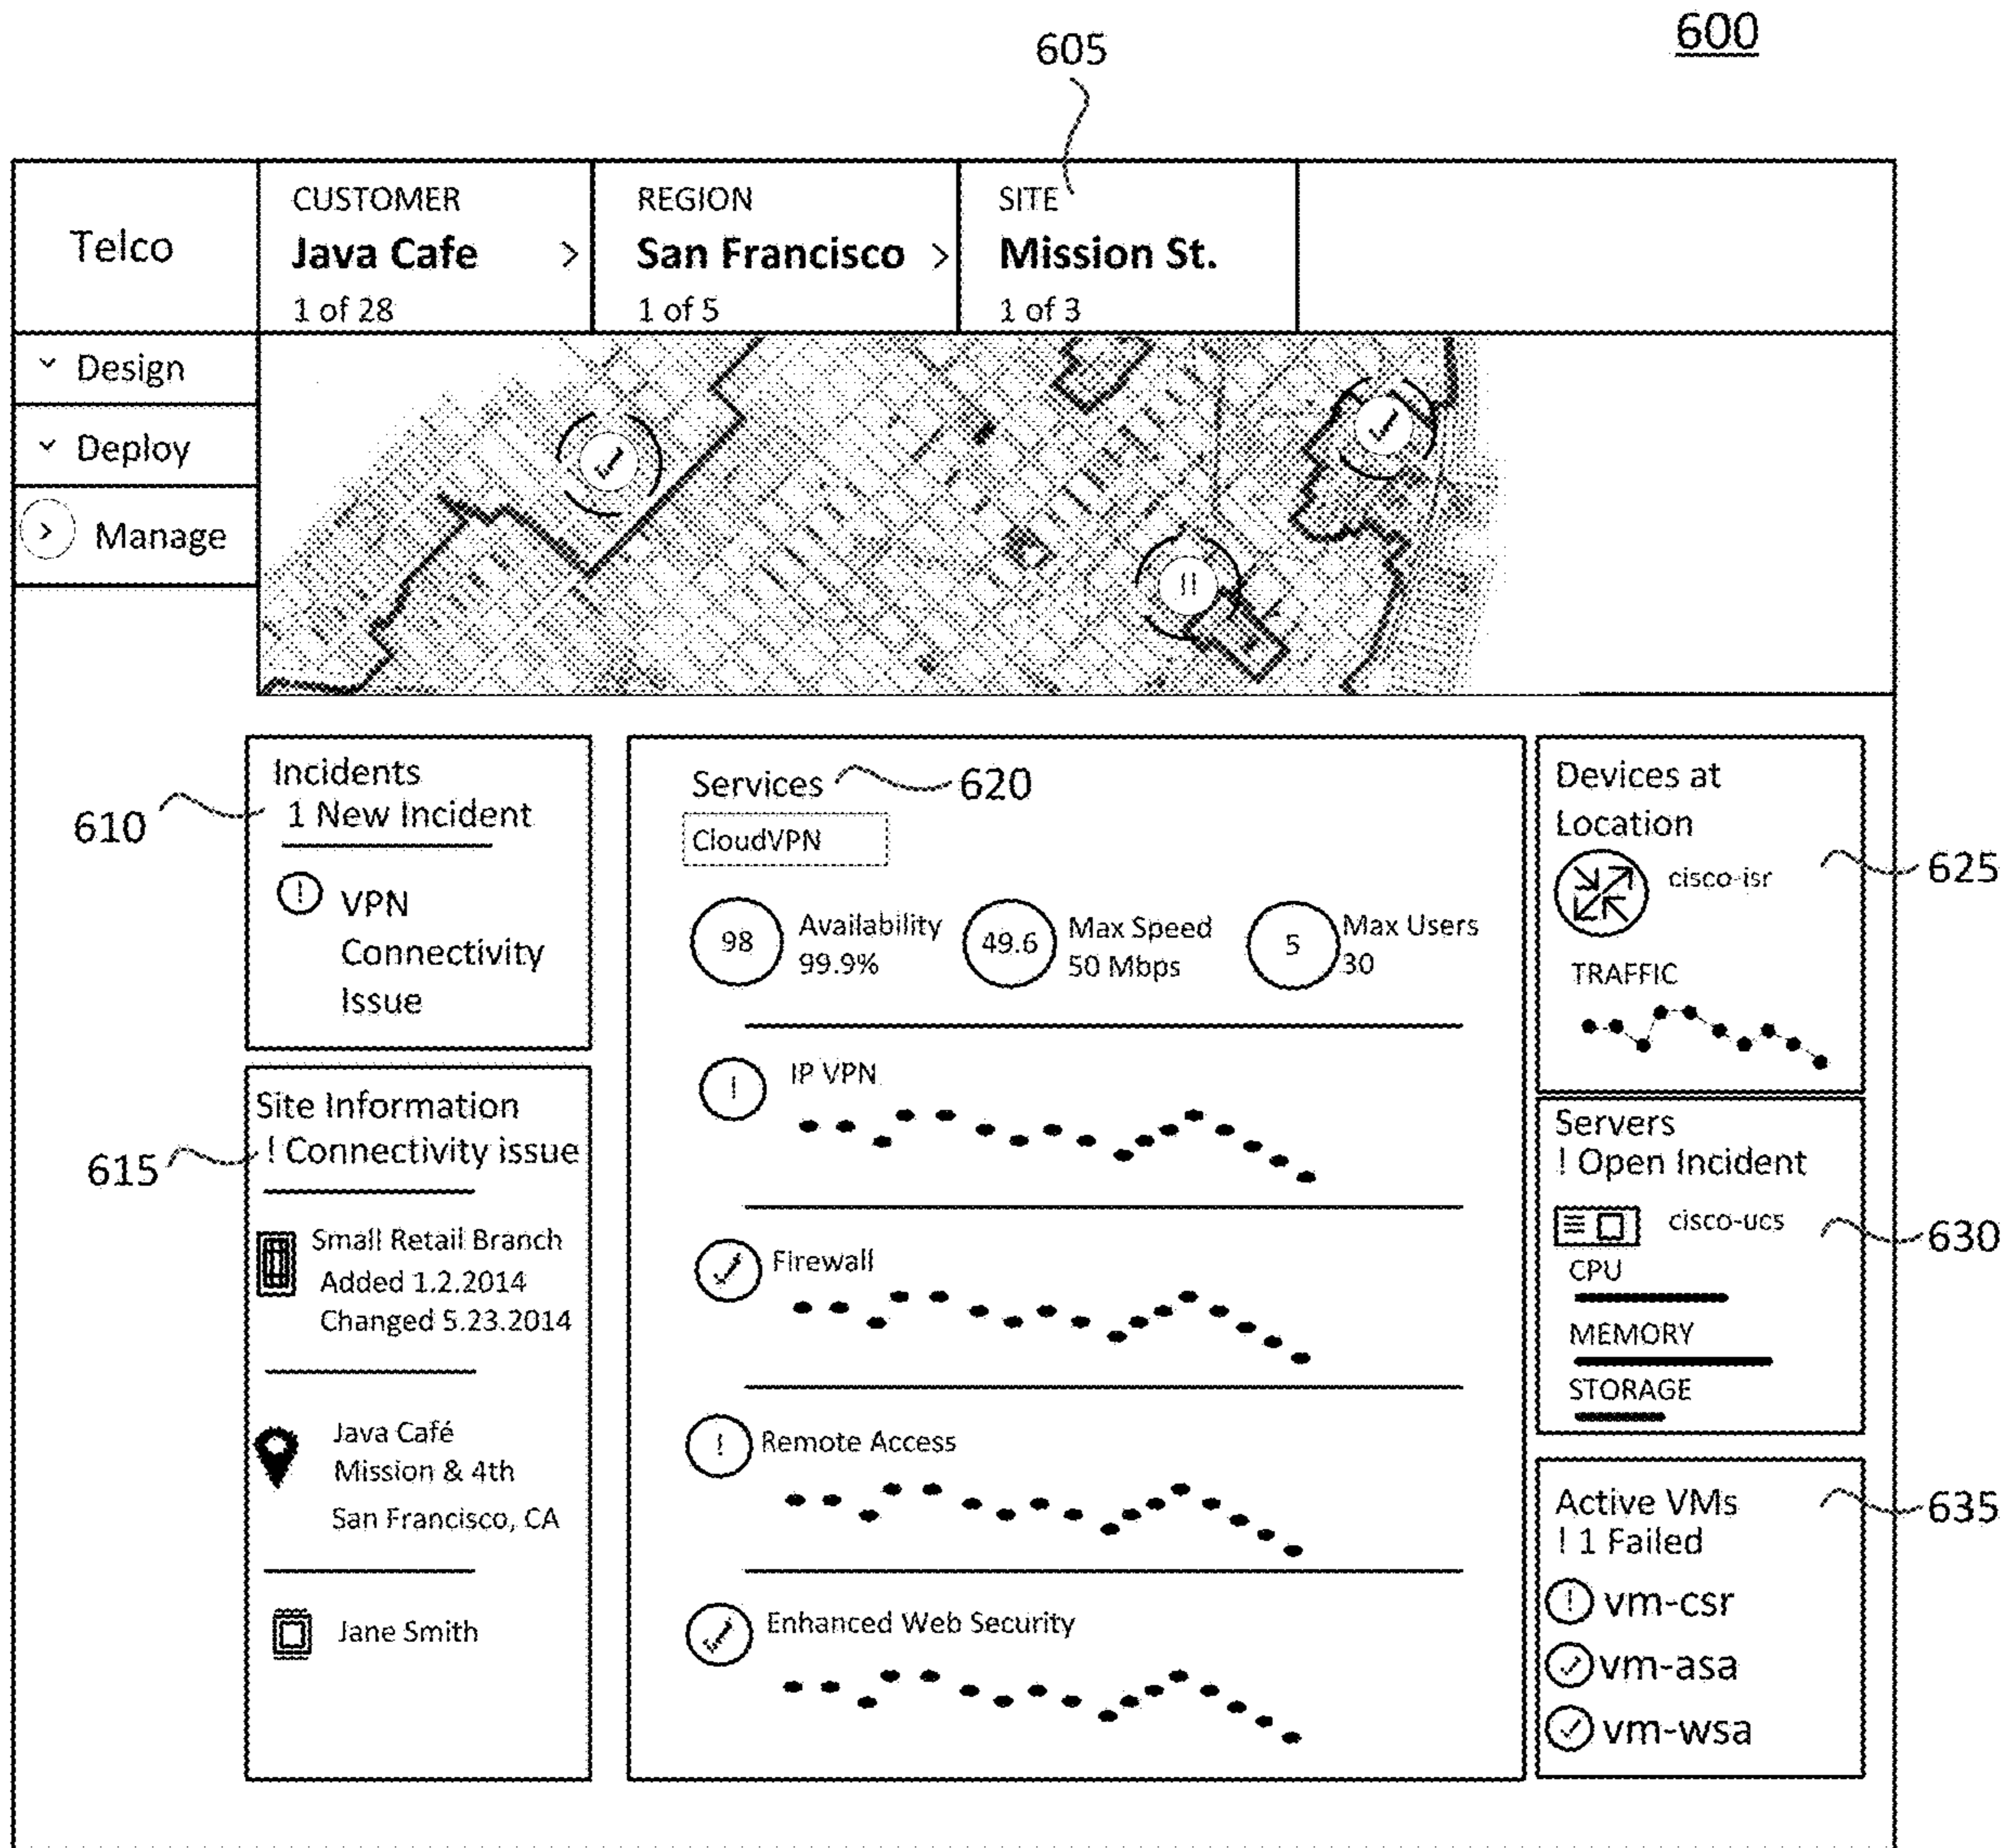 600
605
Telco
CUSTOMER
Java Cafe >
1 of 28
REGION
San Francisco >
1 of 5
SITE
Mission St.
1 of 3
Design
Deploy
> Manage
!!
610
Incidents
1 New Incident
! VPN
Connectivity
Issue
615
Site Information
! Connectivity issue
Small Retail Branch
Added 1.2.2014
Changed 5.23.2014
Java Café
Mission & 4th
San Francisco, CA
Jane Smith
Services
620
CloudVPN
98 Availability
99.9%
49.6 Max Speed
50 Mbps
5 Max Users
30
! IP VPN
Firewall
! Remote Access
Enhanced Web Security
Devices at
Location
625
cisco-isr
TRAFFIC
Servers
! Open Incident
cisco-ucs
630
CPU
MEMORY
STORAGE
Active VMs
635
! 1 Failed
! vm-csr
vm-asa
vm-wsa